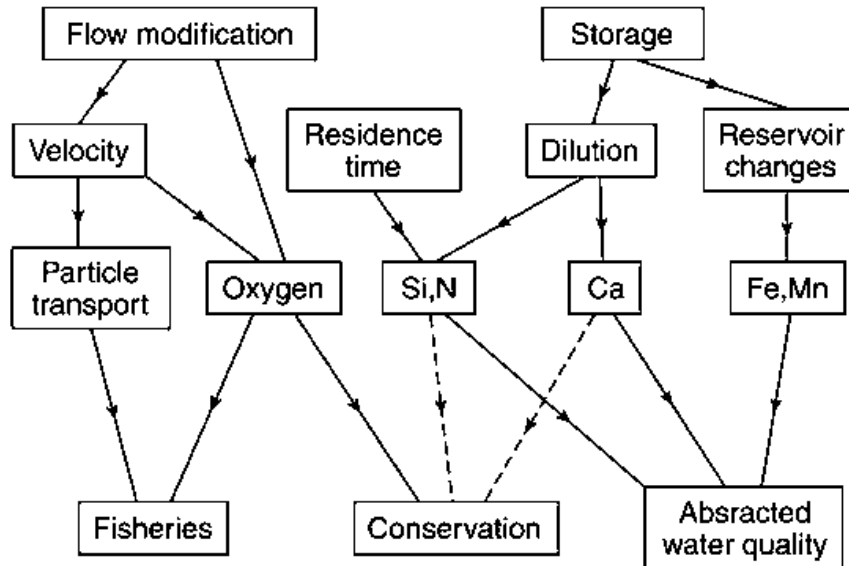 Flow modification
Storage
Velocity
Residence
time
Dilution
Reservoir
changes
Particle
transport
Oxygen
Si,N
Ca
Fe,Mn
Fisheries
Conservation
Absracted
water quality